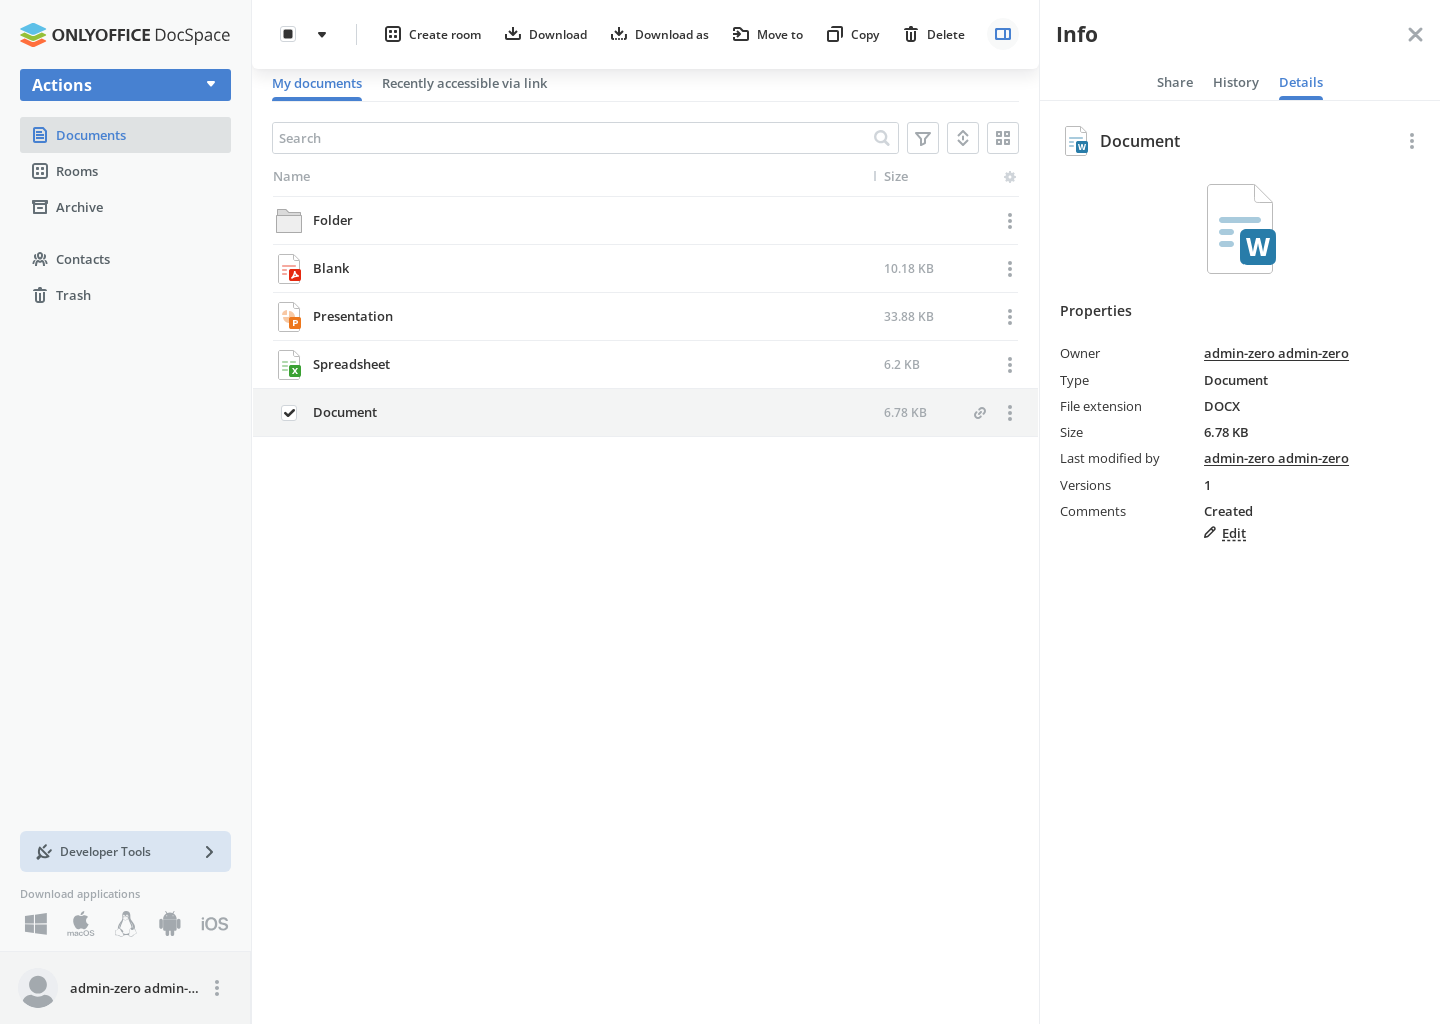 ONLYOFFICE DocSpace
Actions
Documents
Rooms
Archive
Contacts
Trash
Developer Tools
Download applications
macOS
iOS
admin-zero admin-...
Create room
Download
Download as
Move to
Copy
Delete
My documents
Recently accessible via link
Search
Name
Size
Folder
Blank
10.18 KB
Presentation
33.88 KB
P
Spreadsheet
6.2 KB
X
Document
6.78 KB
Info
Share
History
Details
W
Document
W
Properties
Owner
admin-zero admin-zero
Type
Document
File extension
DOCX
Size
6.78 KB
Last modified by
admin-zero admin-zero
Versions
1
Comments
Created
Edit